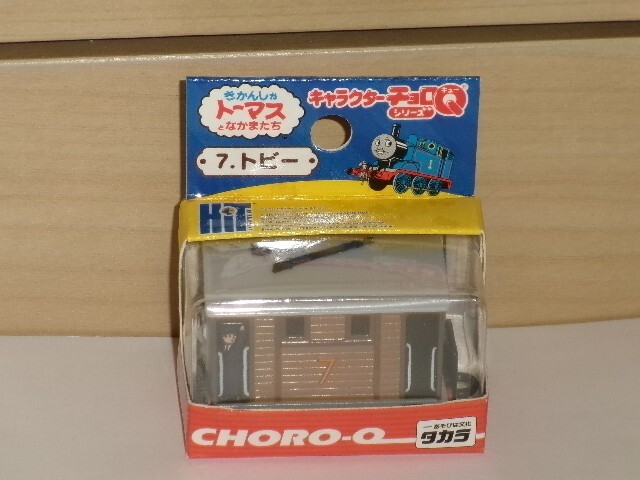 きかんしゃ
トーマス
となかまたち
キャラクターチョロQ
キュー
シリーズ
7.トビー
1
HiT
7
CHORO-Q
あそびは文化
タカラ